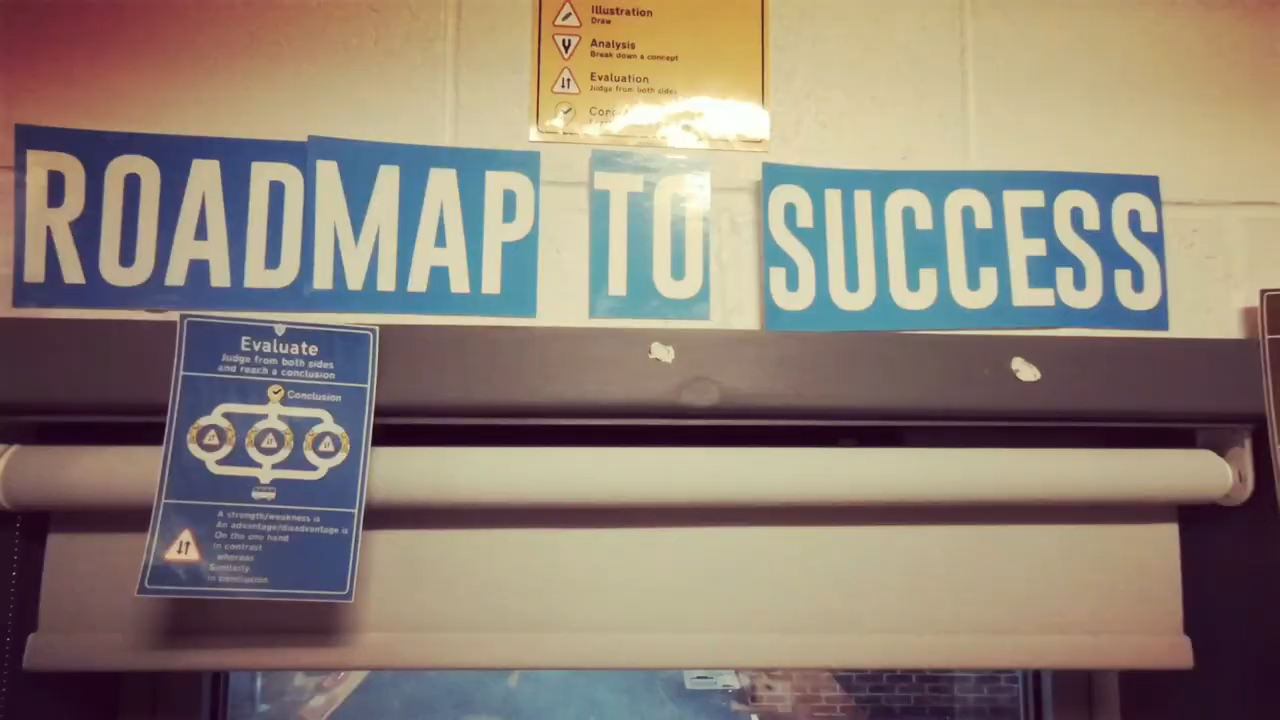 Illustration
Draw
Analysis
Break down a concept
Evaluation
Judge from both sides
ROADMAP TO SUCCESS
Evaluate
Judge from both sides
and reach a conclusion
Conclusion
A strength/weakness is
An advantage/disadvantage is
On the one hand
in contrast
whereas
Similarly
in conclusion